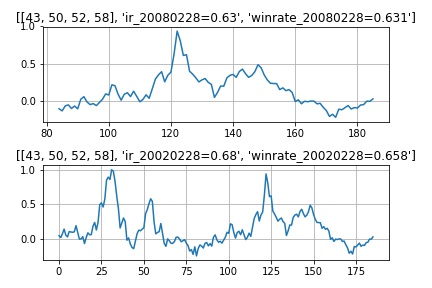 [[43, 50, 52, 58], 'ir_20080228=0.63', 'winrate_20080228=0.631']
1.0
0.5
0.0
80 100 120 140 160 180
[[43, 50, 52, 58], 'ir_20020228=0.68', 'winrate_20020228=0.658']
1.0
0.5
0.0
0 25 50 75 100 125 150 175